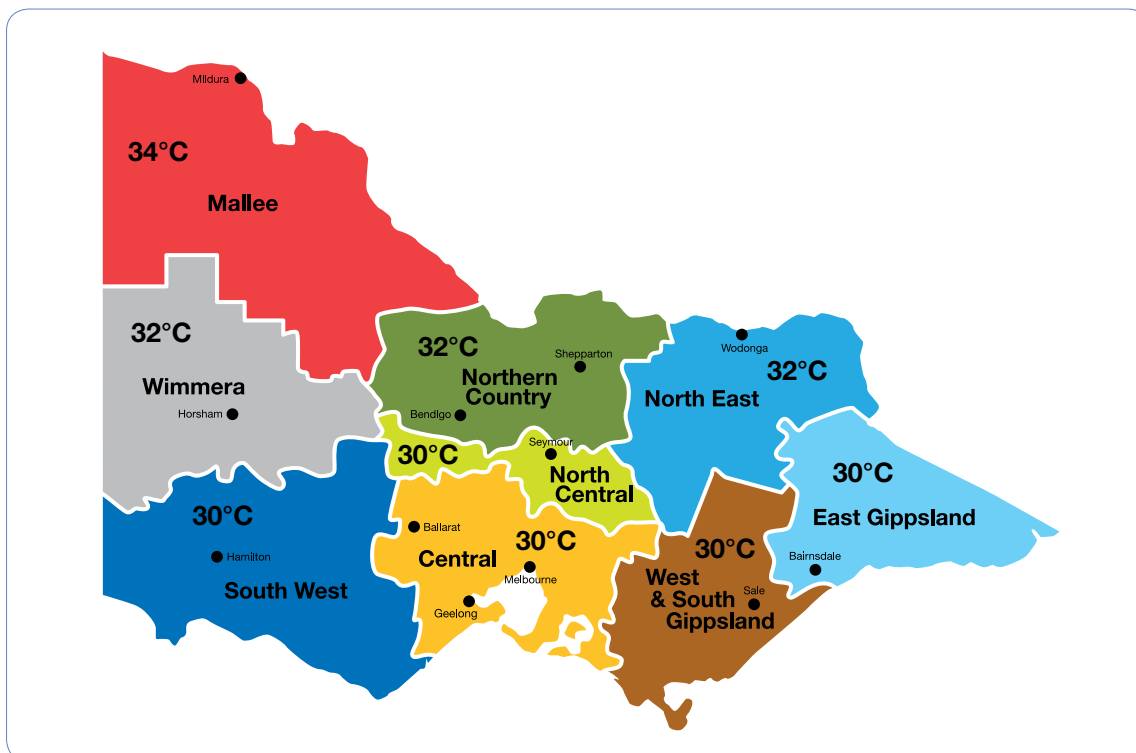 Mildura
34°C
Mallee
32°C
Wimmera
Horsham
32°C
Shepparton
Northern
Country
Bendigo
Wodonga
32°C
North East
30°C
Seymour
North
Central
30°C
East Gippsland
Bairnsdale
30°C
Hamilton
South West
Ballarat
30°C
Central
Melbourne
Geelong
30°C
West
& South
Gippsland
Sale